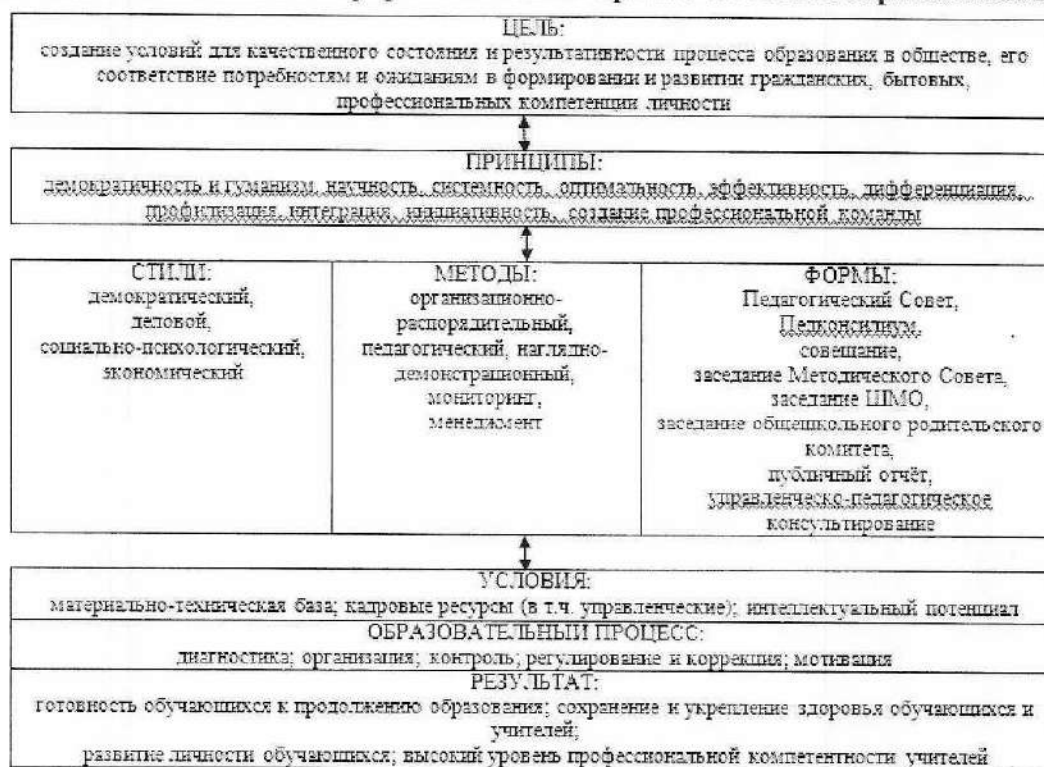 ЦЕЛЬ:
создание условий для качественного состояния и результативности процесса образования в обществе, его
соответствие потребностям и ожиданиям в формировании и развитии гражданских, бытовых,
профессиональных компетенции личности
ПРИНЦИПЫ:
демократичность и гуманизм, научность, системность, оптимальность, эффективность, дифференциация,
профилизация, интеграция, инициативность, создание профессиональной команды
СТИЛИ:
демократический,
деловой,
социально-психологический,
экономический
МЕТОДЫ:
организационно-
распорядительный,
педагогический, наглядно-
демонстрационный,
мониторинг,
менеджмент
ФОРМЫ:
Педагогический Совет,
Педконсилиум,
совещание,
заседание Методического Совета,
заседание ШМО,
заседание общешкольного родительского
комитета,
публичный отчёт,
управленческо-педагогическое
консультирование
УСЛОВИЯ:
материально-техническая база; кадровые ресурсы (в т.ч. управленческие); интеллектуальный потенциал
ОБРАЗОВАТЕЛЬНЫЙ ПРОЦЕСС:
диагностика; организация; контроль; регулирование и коррекция; мотивация
РЕЗУЛЬТАТ:
готовность обучающихся к продолжению образования; сохранение и укрепление здоровья обучающихся и
учителей;
развитие личности обучающихся; высокий уровень профессиональной компетентности учителей